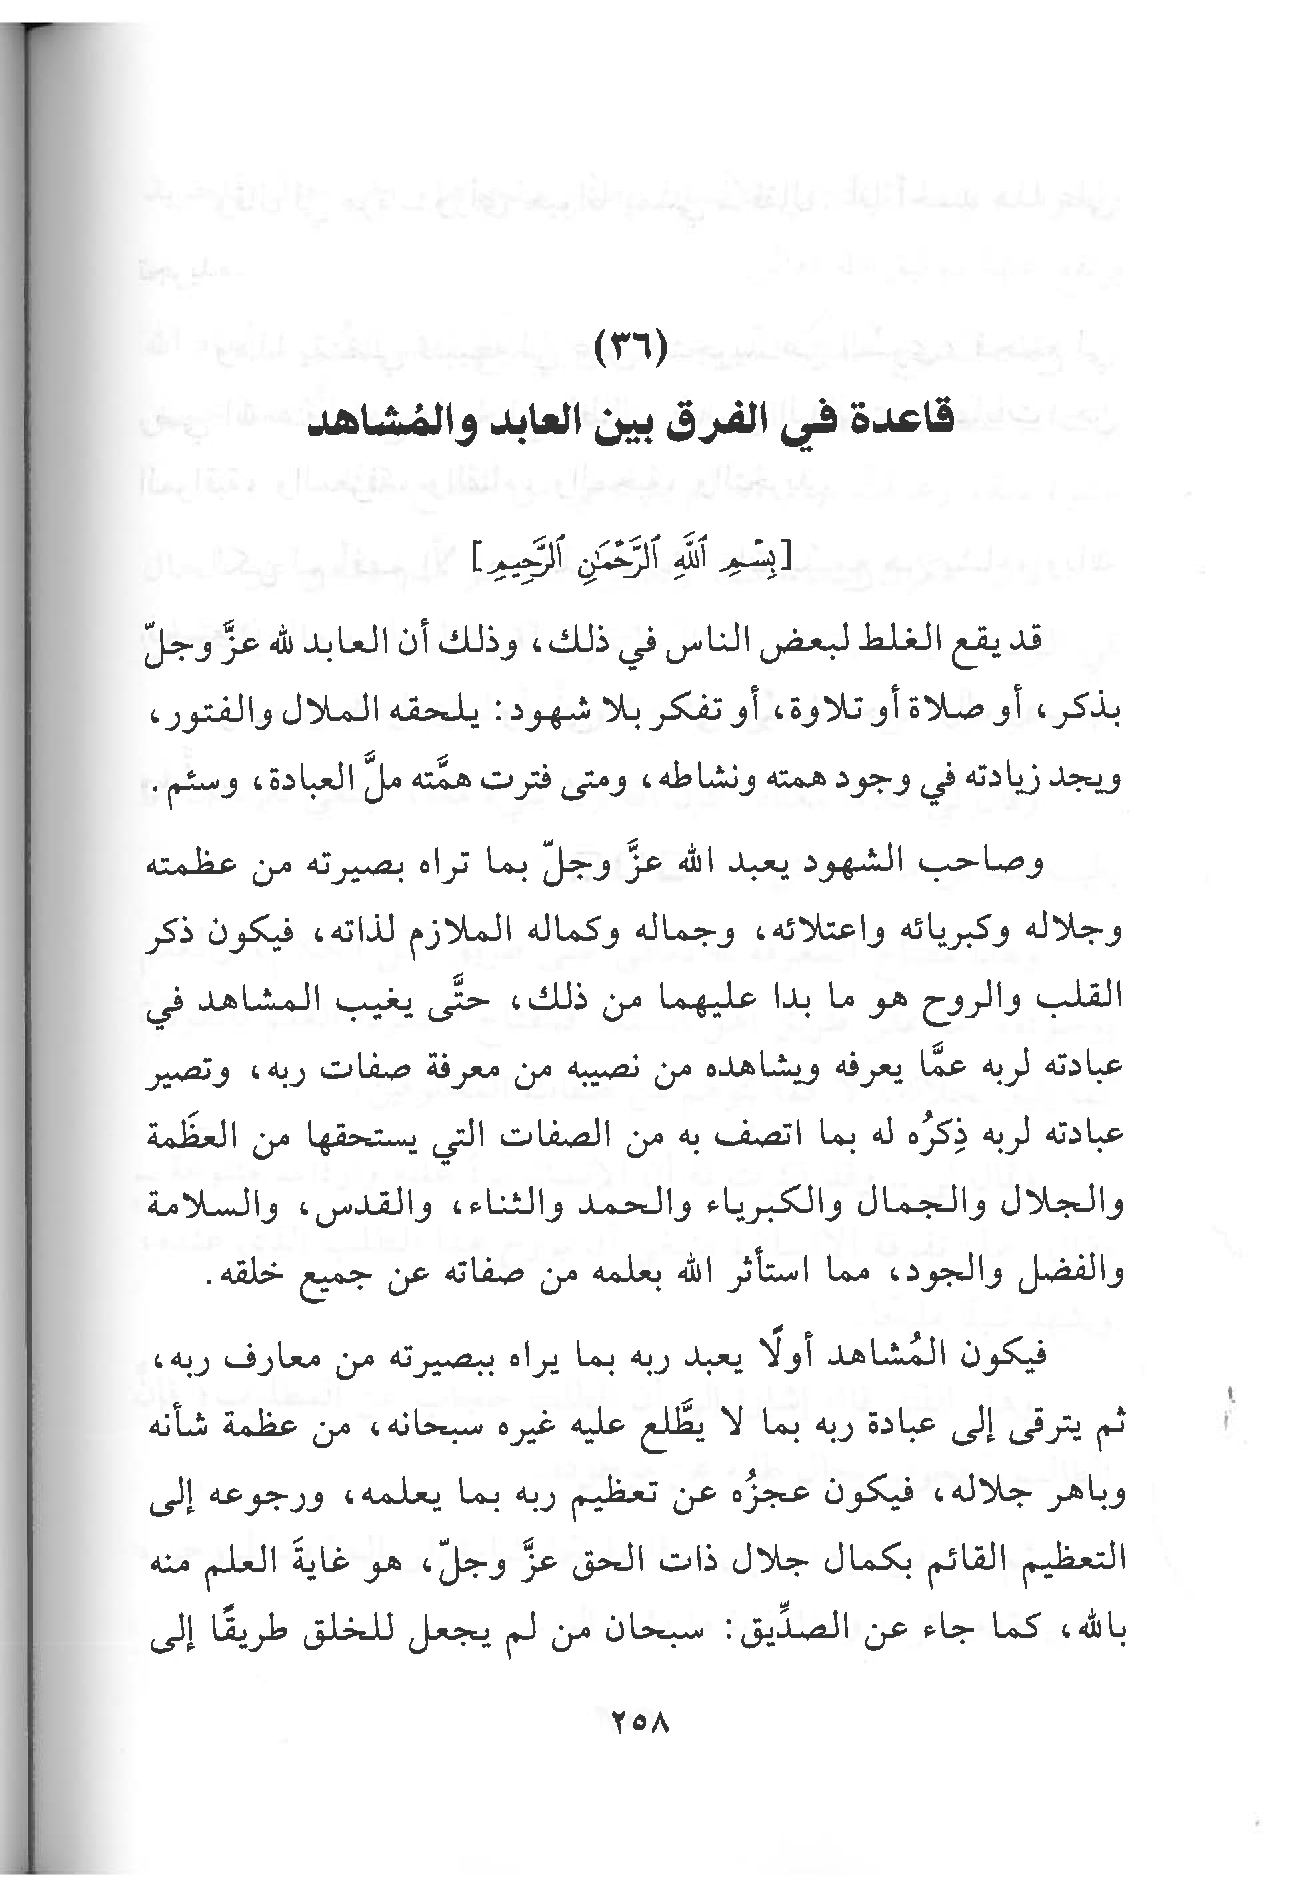 (٣٦)
قاعدة في الفرق بين العابد والمُشاهد
[بِسْمِ ٱللَّهِ ٱلرَّحْمَٰنِ ٱلرَّحِيمِ]
قد يقع الغلط لبعض الناس في ذلك، وذلك أن العابد لله عزَّ وجلّ
بذكر، أو صلاة أو تلاوة، أو تفكر بلا شهود: يلحقه الملال والفتور،
ويجد زيادته في وجود همته ونشاطه، ومتى فترت همَّته ملَّ العبادة، وسئم.
وصاحب الشهود يعبد الله عزَّ وجلّ بما تراه بصيرته من عظمته
وجلاله وكبريائه واعتلائه، وجماله وكماله الملازم لذاته، فيكون ذكر
القلب والروح هو ما بدا عليهما من ذلك، حتَّى يغيب المشاهد في
عبادته لربه عمَّا يعرفه ويشاهده من نصيبه من معرفة صفات ربه، وتصير
عبادته لربه ذِكرُه له بما اتصف به من الصفات التي يستحقها من العظَمة
والجلال والجمال والكبرياء والحمد والثناء، والقدس، والسلامة
والفضل والجود، مما استأثر الله بعلمه من صفاته عن جميع خلقه.
فيكون المُشاهد أولًا يعبد ربه بما يراه ببصيرته من معارف ربه،
ثم يترقى إلى عبادة ربه بما لا يطَّلع عليه غيره سبحانه، من عظمة شأنه
وباهر جلاله، فيكون عجزُه عن تعظيم ربه بما يعلمه، ورجوعه إلى
التعظيم القائم بكمال جلال ذات الحق عزَّ وجلّ، هو غايةَ العلم منه
بالله، كما جاء عن الصدِّيق: سبحان من لم يجعل للخلق طريقًا إلى
٢٥٨